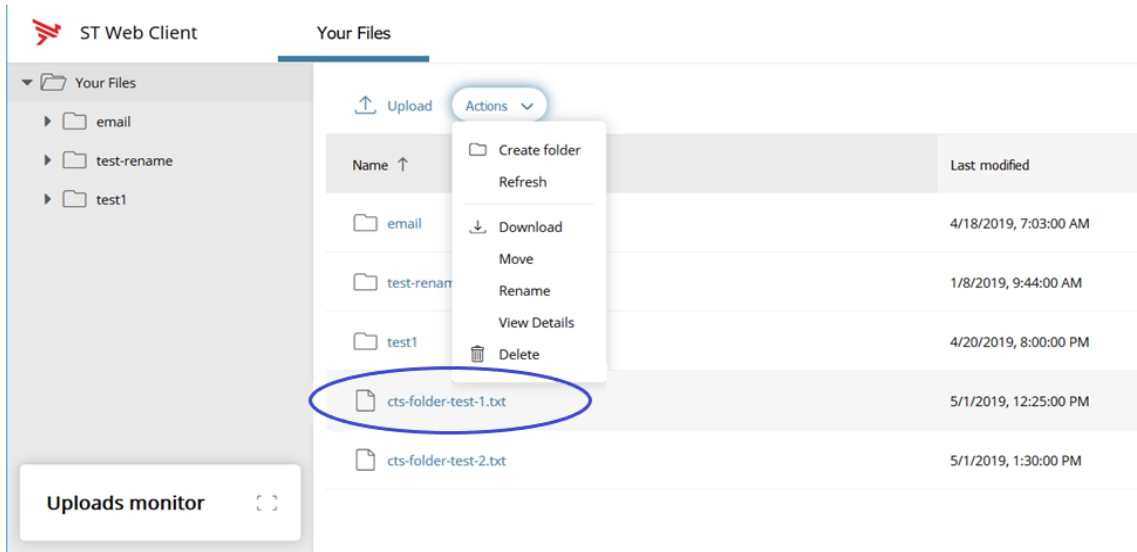 ST Web Client
Your Files
Your Files
email
test-rename
test1
Upload
Actions
Create folder
Refresh
Download
Move
Rename
View Details
Delete
Name
Last modified
email
4/18/2019, 7:03:00 AM
test-renam
1/8/2019, 9:44:00 AM
test1
4/20/2019, 8:00:00 PM
cts-folder-test-1.txt
5/1/2019, 12:25:00 PM
cts-folder-test-2.txt
5/1/2019, 1:30:00 PM
Uploads monitor